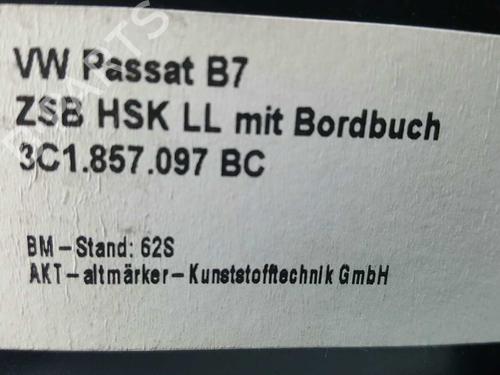 VW Passat B7
ZSB HSK LL mit Bordbuch
3C1.857.097 BC
BM-Stand: 62S
AKT-altmärker-Kunststofftechnik GmbH